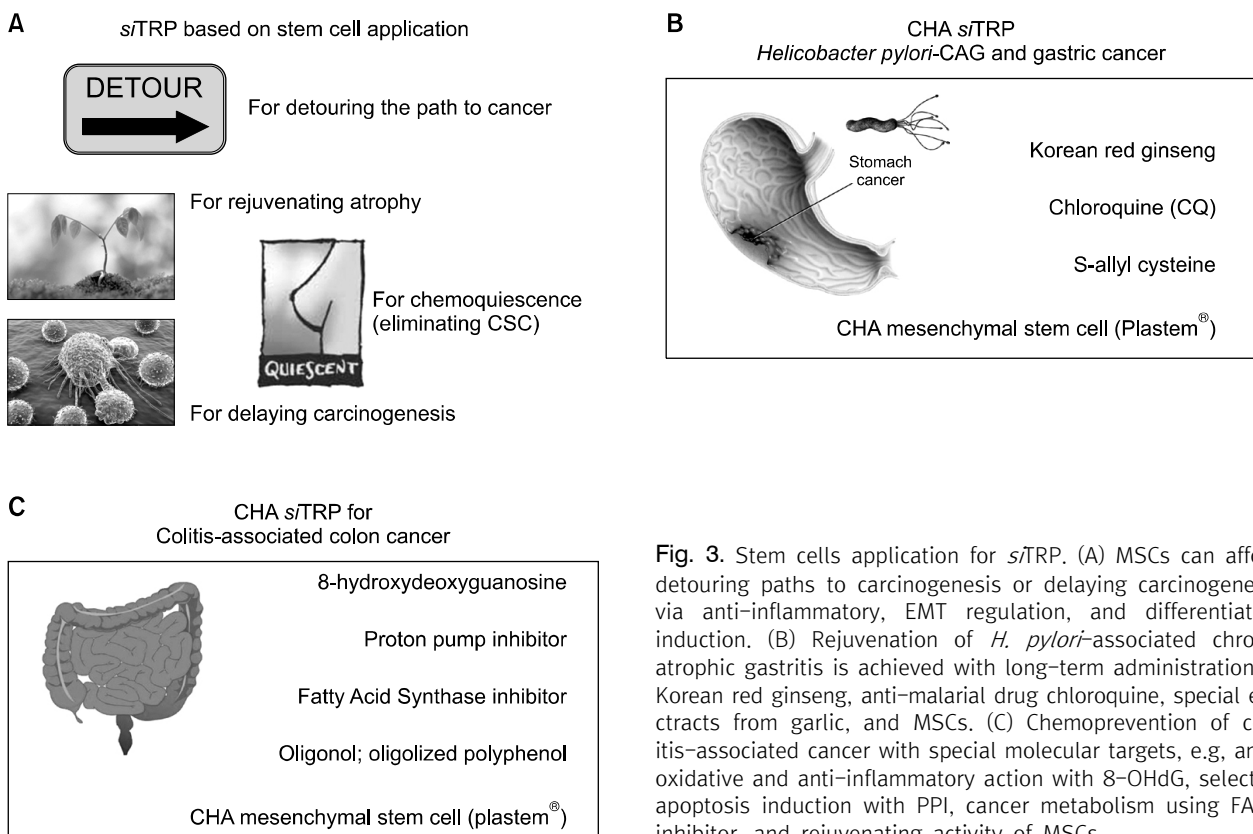 A
siTRP based on stem cell application
DETOUR
For detouring the path to cancer
For rejuvenating atrophy
For chemoquiescence
(eliminating CSC)
QUIESCENT
For delaying carcinogenesis
B
CHA siTRP
Helicobacter pylori-CAG and gastric cancer
Stomach
cancer
Korean red ginseng
Chloroquine (CQ)
S-allyl cysteine
CHA mesenchymal stem cell (Plastem®)
C
CHA siTRP for
Colitis-associated colon cancer
8-hydroxydeoxyguanosine
Proton pump inhibitor
Fatty Acid Synthase inhibitor
Oligonol; oligolized polyphenol
CHA mesenchymal stem cell (plastem®)
Fig. 3. Stem cells application for siTRP. (A) MSCs can
detouring paths to carcinogenesis or delaying
via anti-inflammatory, EMT regulation, and
induction. (B) Rejuvenation of H. pylori-associated
atrophic gastritis is achieved with long-term administration
Korean red ginseng, anti-malarial drug chloroquine, special
ctracts from garlic, and MSCs. (C) Chemoprevention of
itis-associated cancer with special molecular targets, e.g,
oxidative and anti-inflammatory action with 8-OHdG,
apoptosis induction with PPI, cancer metabolism using
inhibitor, and rejuvenating activity of MSCs.